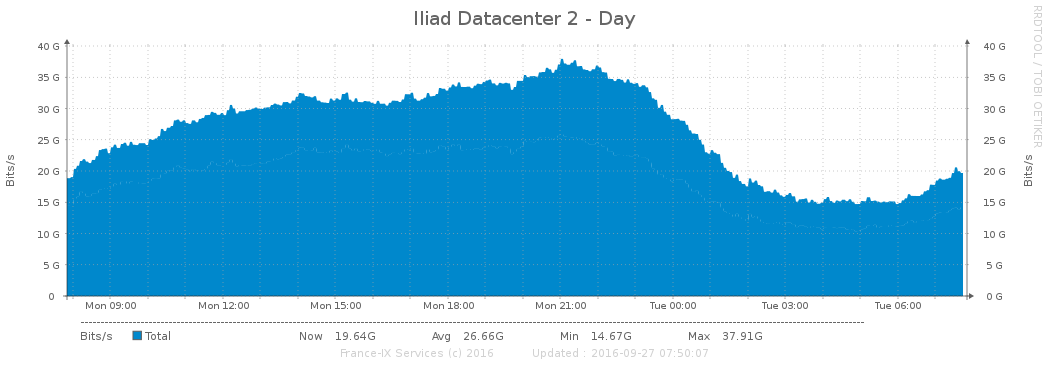 Iliad Datacenter 2 - Day
RRDTOOL / TOBI OETIKER
40 G 40 G
35 G 35 G
30 G 30 G
25 G 25 G
20 G 20 G
15 G 15 G
10 G 10 G
5 G 5 G
0 0 G
Bits/s
Bits/s
Mon 09:00 Mon 12:00 Mon 15:00 Mon 18:00 Mon 21:00 Tue 00:00 Tue 03:00 Tue 06:00
Bits/s Total Now 19.64G Avg 26.66G Min 14.67G Max 37.91G
France-IX Services (c) 2016 Updated : 2016-09-27 07:50:07